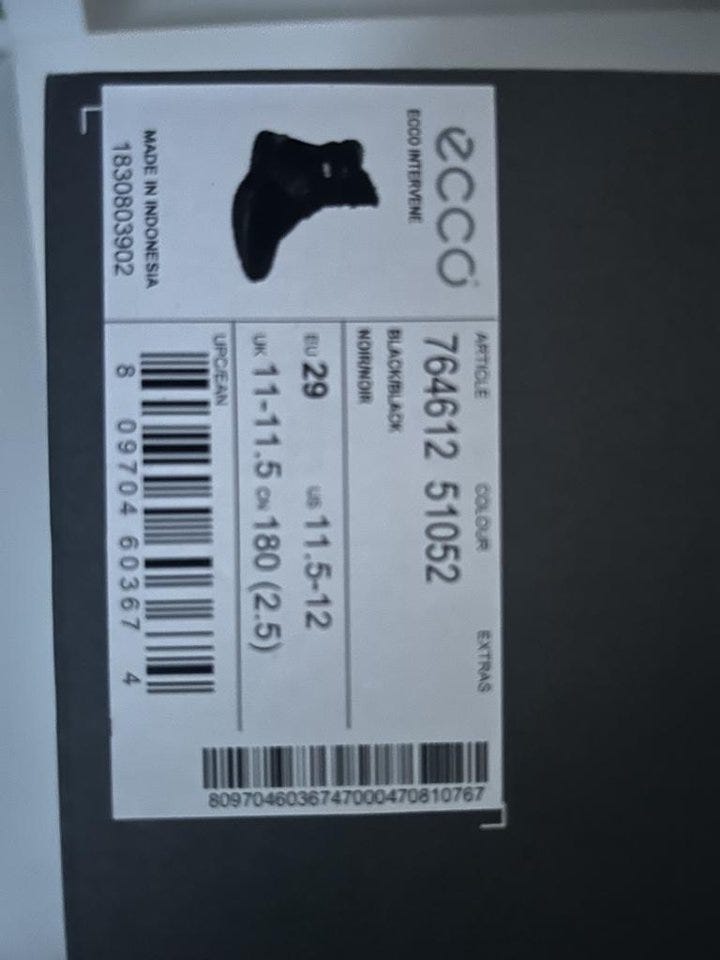 ecco
ECCO INTERVENE
MADE IN INDONESIA
1830803902
ARTICLE COLOUR EXTRAS
764612 51052
BLACK/BLACK
NOIR/NOIR
EU 29 US 11.5-12
UK 11-11.5 CN 180 (2.5)
UPC/EAN
8 09704 60367 4
8097046036747000470810767